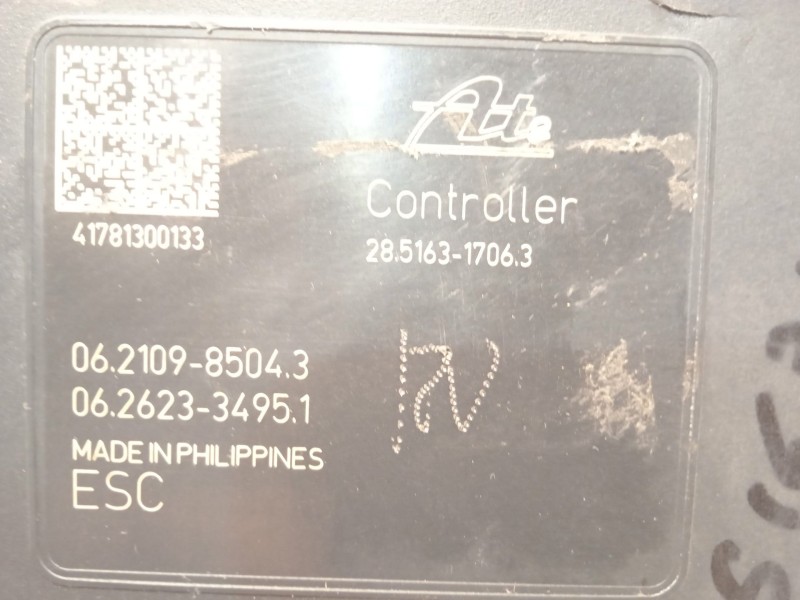 Ate
Controller
28.5163-1706.3
41781300133
06.2109-8504.3
06.2623-3495.1
MADE IN PHILIPPINES
ESC